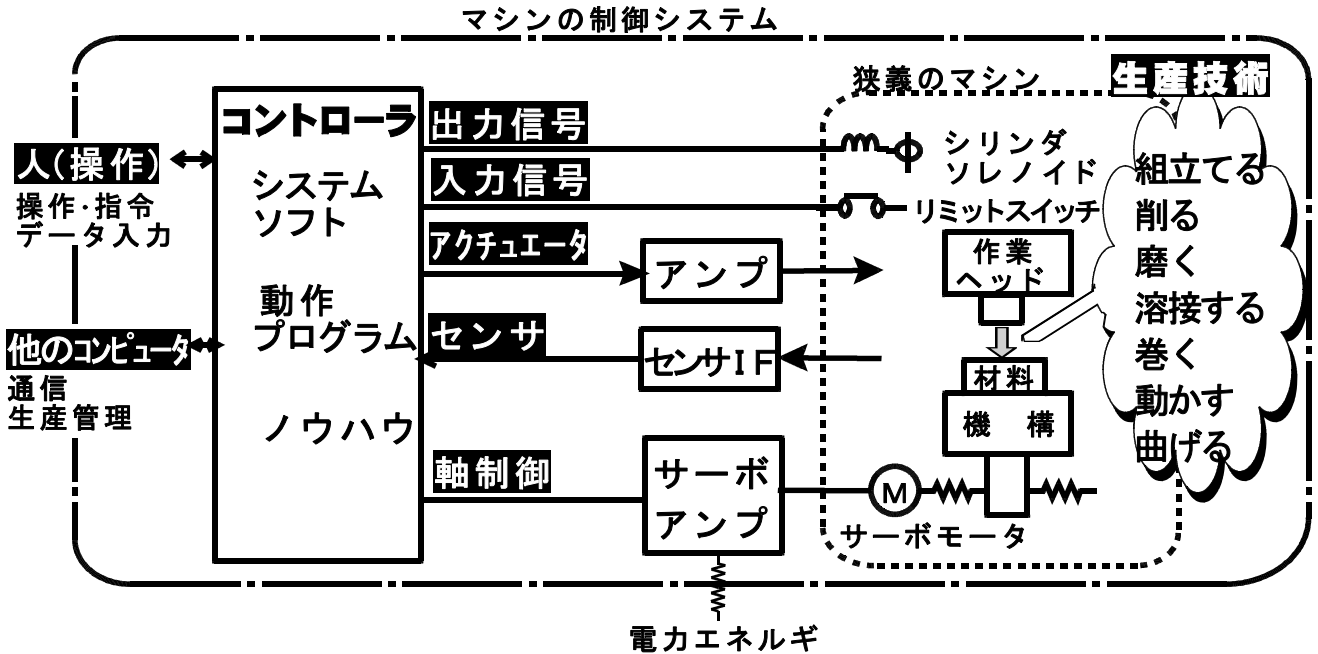 マシンの制御システム
人(操作)
操作・指令
データ入力
他のコンピュータ
通信
生産管理
コントローラ
システム
ソフト
動作
プログラム
ノウハウ
出力信号
入力信号
アクチュエータ
センサ
軸制御
アンプ
センサIF
サーボ
アンプ
電力エネルギ
狭義のマシン
シリンダ
ソレノイド
リミットスイッチ
作業
ヘッド
材料
機構
M
サーボモータ
生産技術
組立てる
削る
磨く
溶接する
巻く
動かす
曲げる